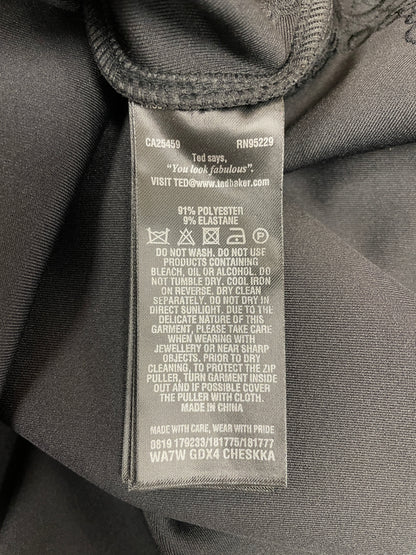 CA25459 RN95229
Ted says,
"You look fabulous".
VISIT TED@www.tedbaker.com
91% POLYESTER
9% ELASTANE
DO NOT WASH. DO NOT USE
PRODUCTS CONTAINING
BLEACH, OIL OR ALCOHOL. DO
NOT TUMBLE DRY. COOL IRON
ON REVERSE. DRY CLEAN
SEPARATELY. DO NOT DRY IN
DIRECT SUNLIGHT. DUE TO THE
DELICATE NATURE OF THIS
GARMENT, PLEASE TAKE CARE
WHEN WEARING WITH
JEWELLERY OR NEAR SHARP
OBJECTS. PRIOR TO DRY
CLEANING, TO PROTECT THE ZIP
PULLER, TURN GARMENT INSIDE
OUT AND IF POSSIBLE COVER
THE PULLER WITH CLOTH.
MADE IN CHINA
MADE WITH CARE, WEAR WITH PRIDE
0819 179233/181775/181777
WA7W GDX4 CHESKKA